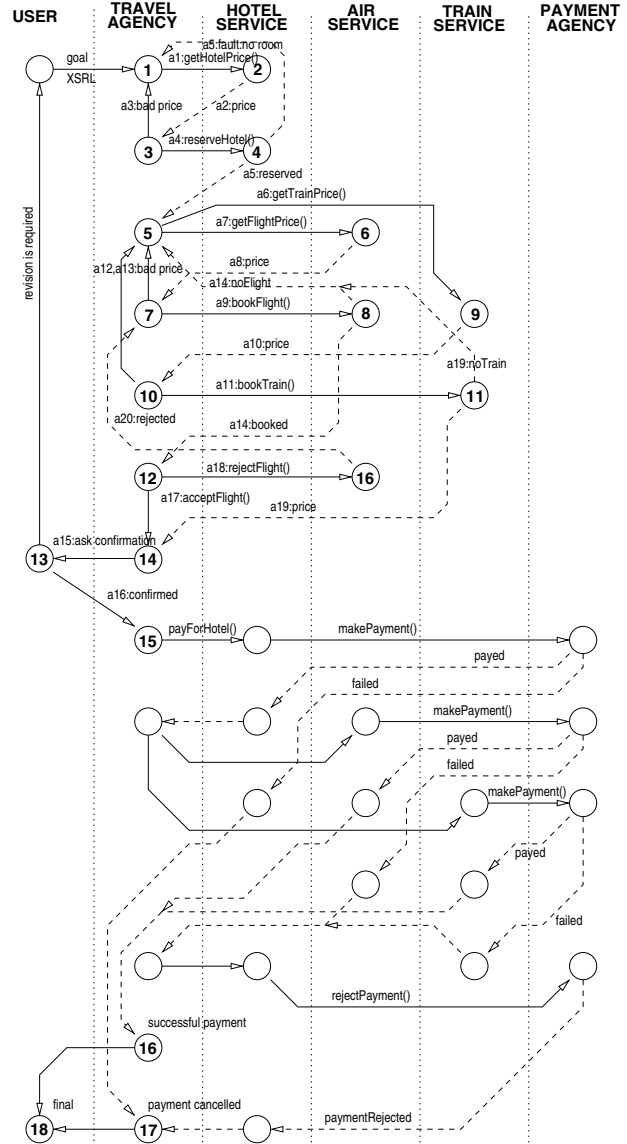 USER
TRAVEL AGENCY
HOTEL SERVICE
AIR SERVICE
TRAIN SERVICE
PAYMENT AGENCY
goal
XSRL
a5:fault:no room
a1:getHotelPrice()
1
2
a3:bad price
a2:price
a4:reserveHotel()
3
4
a5:reserved
a6:getTrainPrice()
a7:getFlightPrice()
5
6
revision is required
a12,a13:bad price
a8:price
a14:noFlight
a9:bookFlight()
7
8
9
a10:price
a19:noTrain
a11:bookTrain()
10
11
a20:rejected
a14:booked
a18:rejectFlight()
12
16
a17:acceptFlight()
a19:price
a15:ask confirmation
13
14
a16:confirmed
15
payForHotel()
makePayment()
payed
failed
makePayment()
payed
failed
makePayment()
payed
failed
rejectPayment()
successful payment
16
final
payment cancelled
paymentRejected
18
17